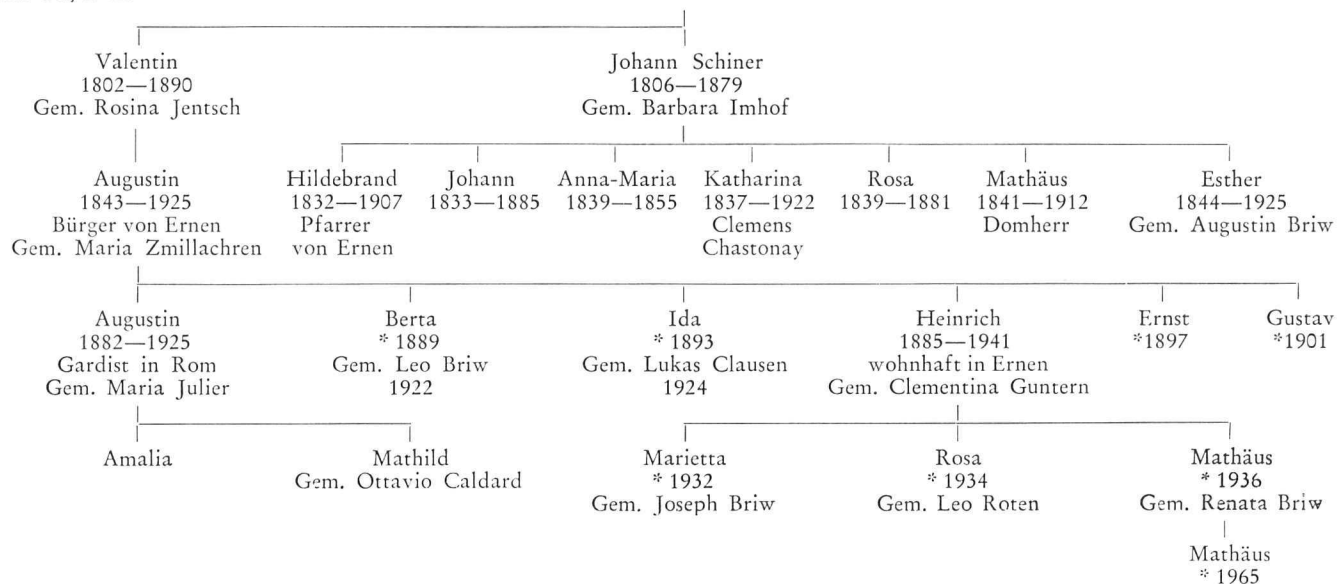 Valentin
1802—1890
Gem. Rosina Jentsch
Johann Schiner
1806—1879
Gem. Barbara Imhof
Augustin
1843—1925
Bürger von Ernen
Gem. Maria Zmillachren
Hildebrand
1832—1907
Pfarrer
von Ernen
Johann
1833—1885
Anna-Maria
1839—1855
Katharina
1837—1922
Clemens
Chastonay
Rosa
1839—1881
Mathäus
1841—1912
Domherr
Esther
1844—1925
Gem. Augustin Briw
Augustin
1882—1925
Gardist in Rom
Gem. Maria Julier
Berta
* 1889
Gem. Leo Briw
1922
Ida
* 1893
Gem. Lukas Clausen
1924
Heinrich
1885—1941
wohnhaft in Ernen
Gem. Clementina Guntern
Ernst
*1897
Gustav
*1901
Amalia
Mathild
Gem. Ottavio Caldard
Marietta
* 1932
Gem. Joseph Briw
Rosa
* 1934
Gem. Leo Roten
Mathäus
* 1936
Gem. Renata Briw
Mathäus
* 1965